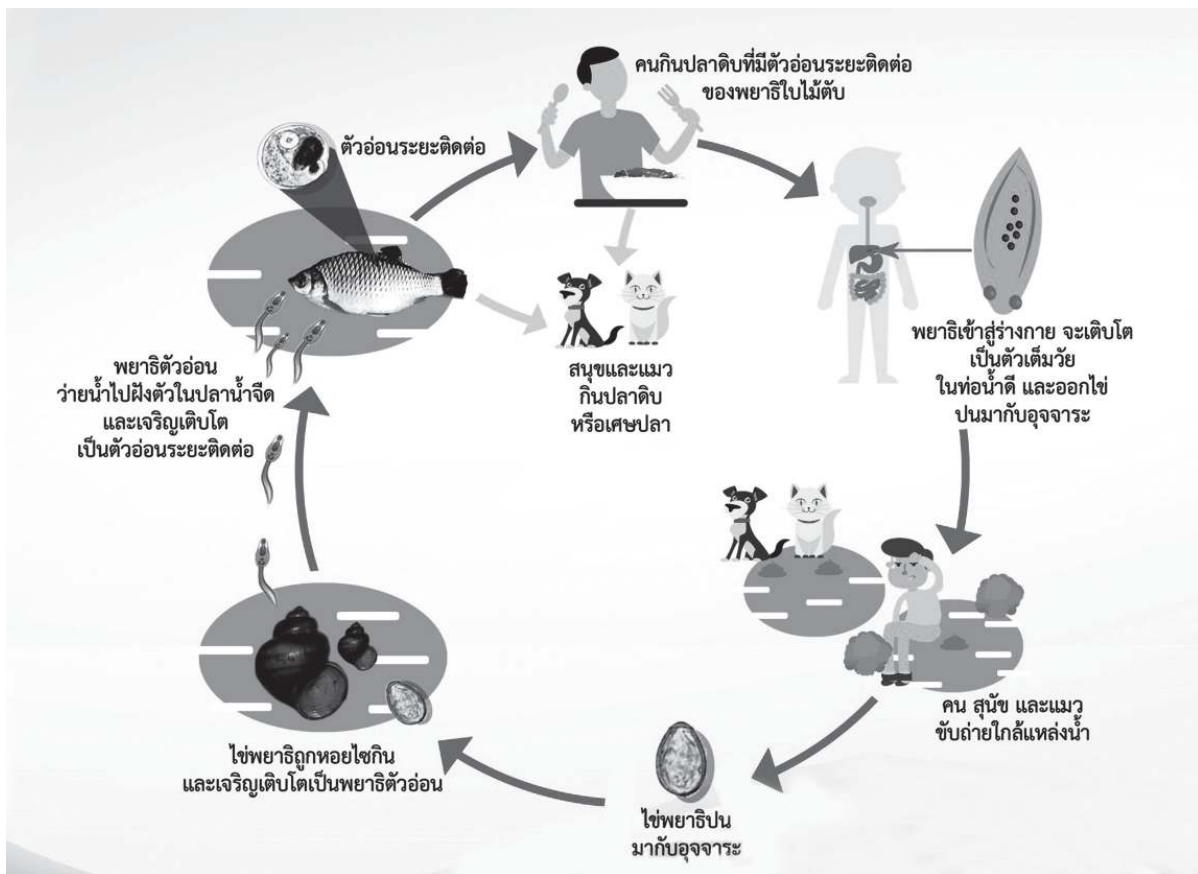 คนกินปลาดิบที่มีตัวอ่อนระยะติดต่อ
ของพยาธิใบไม้ตับ
ตัวอ่อนระยะติดต่อ
พยาธิเข้าสู่ร่างกาย จะเติบโต
เป็นตัวเต็มวัย
ในท่อน้ำดี และออกไข่
ปนมากับอุจจาระ
สนุขและแมว
กินปลาดิบ
หรือเศษปลา
พยาธิตัวอ่อน
ว่ายน้ำไปฝังตัวในปลาน้ำจืด
และเจริญเติบโต
เป็นตัวอ่อนระยะติดต่อ
คน สุนัข และแมว
ขับถ่ายใกล้แหล่งน้ำ
ไข่พยาธิถูกหอยไซกิน
และเจริญเติบโตเป็นพยาธิตัวอ่อน
ไข่พยาธิปน
มากับอุจจาระ